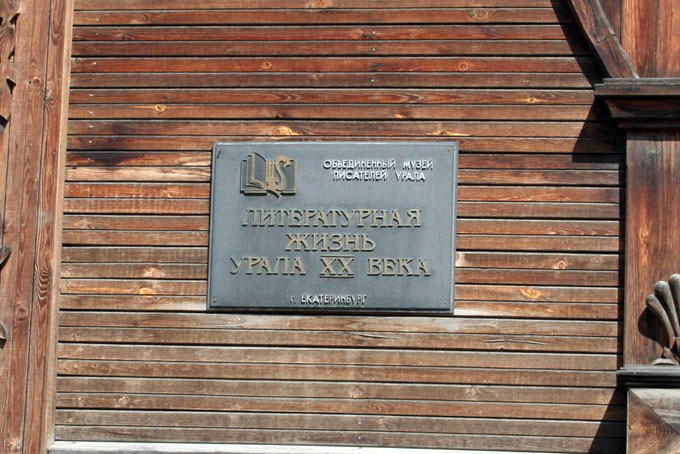 ОБЪЕДИНЕННЫЙ МУЗЕЙ
ПИСАТЕЛЕЙ УРАЛА
ЛИТЕРАТУРНАЯ
ЖИЗНЬ
УРАЛА XX ВЕКА
г. ЕКАТЕРИНБУРГ